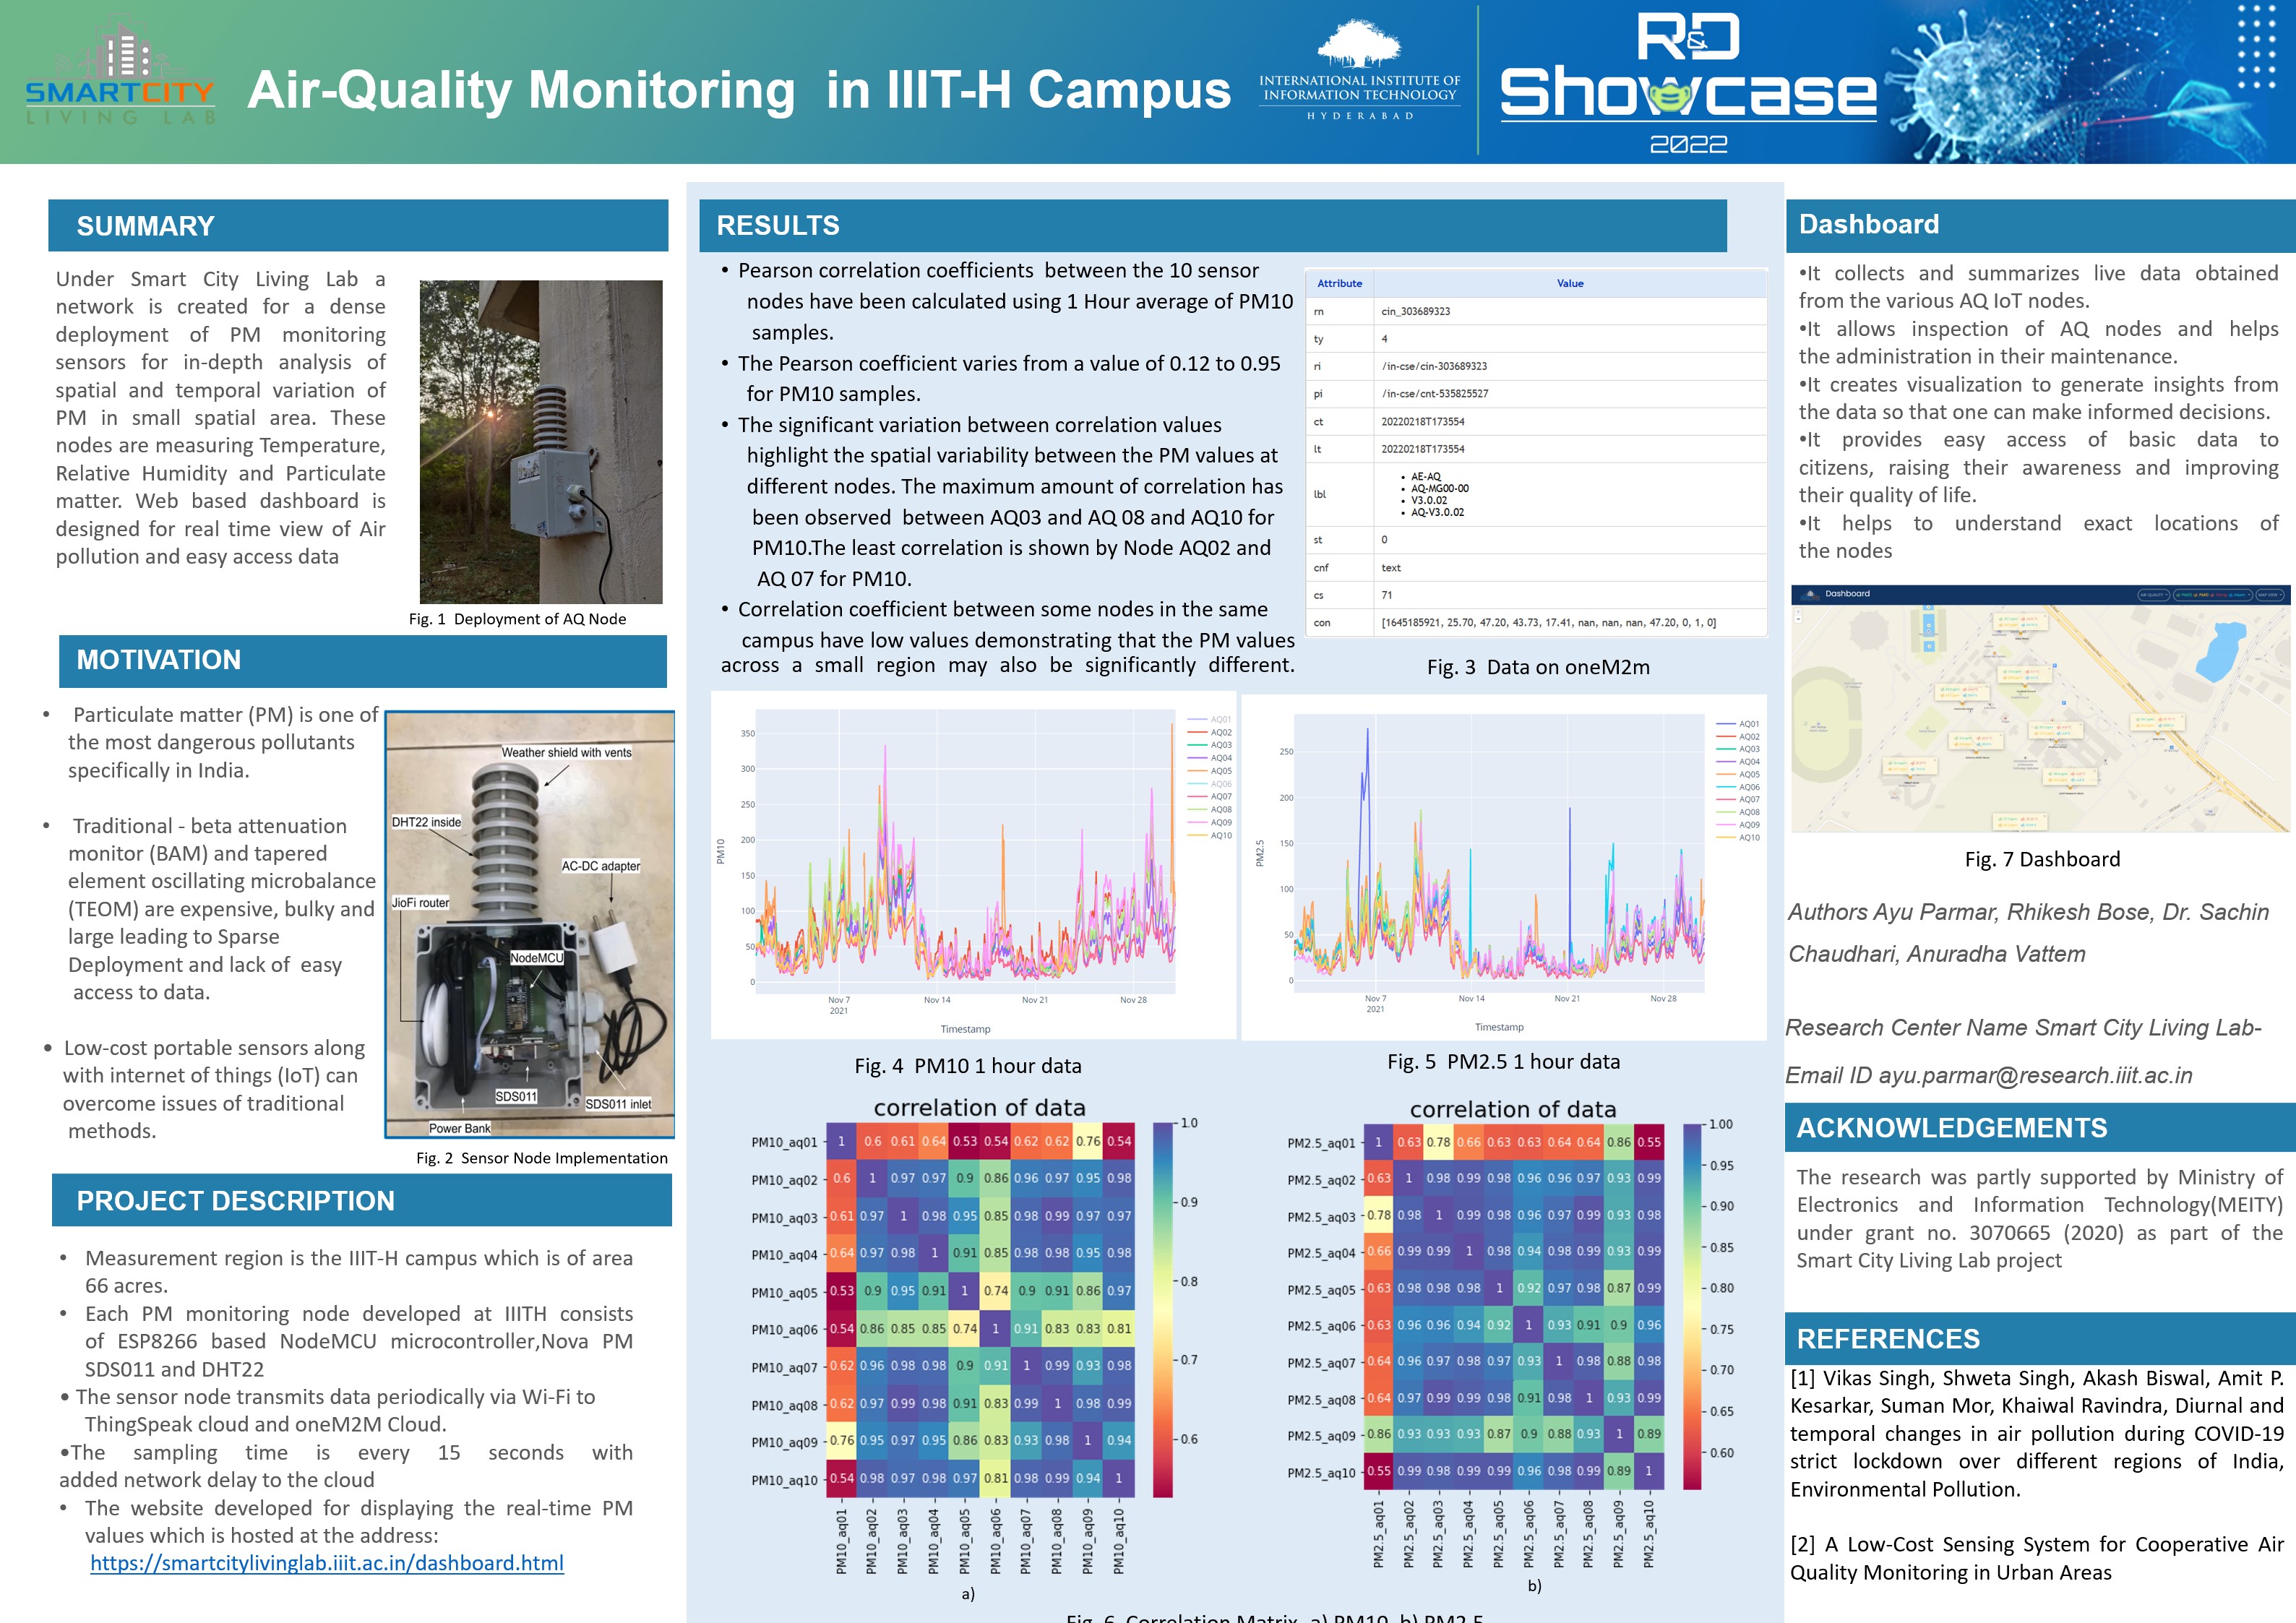 SMARTCITY
LIVING LAB
Air-Quality Monitoring in IIIT-H Campus
INTERNATIONAL INSTITUTE OF
INFORMATION TECHNOLOGY
HYDERABAD
R&D
Showcase
2022
SUMMARY
Under Smart City Living Lab a
network is created for a dense
deployment of PM monitoring
sensors for in-depth analysis of
spatial and temporal variation of
PM in small spatial area. These
nodes are measuring Temperature,
Relative Humidity and Particulate
matter. Web based dashboard is
designed for real time view of Air
pollution and easy access data
Fig. 1 Deployment of AQ Node
MOTIVATION
• Particulate matter (PM) is one of
the most dangerous pollutants
specifically in India.
• Traditional - beta attenuation
monitor (BAM) and tapered
element oscillating microbalance
(TEOM) are expensive, bulky and
large leading to Sparse
Deployment and lack of easy
access to data.
• Low-cost portable sensors along
with internet of things (IoT) can
overcome issues of traditional
methods.
Weather shield with vents
DHT22 inside
AC-DC adapter
JioFi router
NodeMCU
SDS011
SDS011 inlet
Power Bank
Fig. 2 Sensor Node Implementation
PROJECT DESCRIPTION
• Measurement region is the IIIT-H campus which is of area
66 acres.
• Each PM monitoring node developed at IIITH consists
of ESP8266 based NodeMCU microcontroller,Nova PM
SDS011 and DHT22
• The sensor node transmits data periodically via Wi-Fi to
ThingSpeak cloud and oneM2M Cloud.
•The sampling time is every 15 seconds with
added network delay to the cloud
• The website developed for displaying the real-time PM
values which is hosted at the address:
https://smartcitylivinglab.iiit.ac.in/dashboard.html
RESULTS
• Pearson correlation coefficients between the 10 sensor
nodes have been calculated using 1 Hour average of PM10
samples.
• The Pearson coefficient varies from a value of 0.12 to 0.95
for PM10 samples.
• The significant variation between correlation values
highlight the spatial variability between the PM values at
different nodes. The maximum amount of correlation has
been observed between AQ03 and AQ 08 and AQ10 for
PM10.The least correlation is shown by Node AQ02 and
AQ 07 for PM10.
• Correlation coefficient between some nodes in the same
campus have low values demonstrating that the PM values
across a small region may also be significantly different.
Attribute Value
rn cin_303689323
ty 4
ri /in-cse/cin-303689323
pi /in-cse/cnt-535825527
ct 20220218T173554
lt 20220218T173554
lbl
• AE-AQ
• AQ-MG00-00
• V3.0.02
• AQ-V3.0.02
st 0
cnf text
cs 71
con [1645185921, 25.70, 47.20, 43.73, 17.41, nan, nan, nan, 47.20, 0, 1, 0]
Fig. 3 Data on oneM2m
PM10
350
300
250
200
150
100
50
0
Nov 7
2021
Nov 14
Nov 21
Nov 28
Timestamp
AQ01
AQ02
AQ03
AQ04
AQ05
AQ06
AQ07
AQ08
AQ09
AQ10
Fig. 4 PM10 1 hour data
PM2.5
250
200
150
100
50
0
Nov 7
2021
Nov 14
Nov 21
Nov 28
Timestamp
AQ01
AQ02
AQ03
AQ04
AQ05
AQ06
AQ07
AQ08
AQ09
AQ10
Fig. 5 PM2.5 1 hour data
correlation of data
PM10_aq01 1 0.6 0.61 0.64 0.53 0.54 0.62 0.62 0.76 0.54
PM10_aq02 0.6 1 0.97 0.97 0.9 0.86 0.96 0.97 0.95 0.98
PM10_aq03 0.61 0.97 1 0.98 0.95 0.85 0.98 0.99 0.97 0.97
PM10_aq04 0.64 0.97 0.98 1 0.91 0.85 0.98 0.98 0.95 0.98
PM10_aq05 0.53 0.9 0.95 0.91 1 0.74 0.9 0.91 0.86 0.97
PM10_aq06 0.54 0.86 0.85 0.85 0.74 1 0.91 0.83 0.83 0.81
PM10_aq07 0.62 0.96 0.98 0.98 0.9 0.91 1 0.99 0.93 0.98
PM10_aq08 0.62 0.97 0.99 0.98 0.91 0.83 0.99 1 0.98 0.99
PM10_aq09 0.76 0.95 0.97 0.95 0.86 0.83 0.93 0.98 1 0.94
PM10_aq10 0.54 0.98 0.97 0.98 0.97 0.81 0.98 0.99 0.94 1
PM10_aq01 PM10_aq02 PM10_aq03 PM10_aq04 PM10_aq05 PM10_aq06 PM10_aq07 PM10_aq08 PM10_aq09 PM10_aq10
1.0
0.9
0.8
0.7
0.6
a)
correlation of data
PM2.5_aq01 1 0.63 0.78 0.66 0.63 0.63 0.64 0.64 0.86 0.55
PM2.5_aq02 0.63 1 0.98 0.99 0.98 0.96 0.96 0.97 0.93 0.99
PM2.5_aq03 0.78 0.98 1 0.99 0.98 0.96 0.97 0.99 0.93 0.98
PM2.5_aq04 0.66 0.99 0.99 1 0.98 0.94 0.98 0.99 0.93 0.99
PM2.5_aq05 0.63 0.98 0.98 0.98 1 0.92 0.97 0.98 0.87 0.99
PM2.5_aq06 0.63 0.96 0.96 0.94 0.92 1 0.93 0.91 0.9 0.96
PM2.5_aq07 0.64 0.96 0.97 0.98 0.97 0.93 1 0.98 0.88 0.98
PM2.5_aq08 0.64 0.97 0.99 0.99 0.98 0.91 0.98 1 0.93 0.99
PM2.5_aq09 0.86 0.93 0.93 0.93 0.87 0.9 0.88 0.93 1 0.89
PM2.5_aq10 0.55 0.99 0.98 0.99 0.99 0.96 0.98 0.99 0.89 1
PM2.5_aq01 PM2.5_aq02 PM2.5_aq03 PM2.5_aq04 PM2.5_aq05 PM2.5_aq06 PM2.5_aq07 PM2.5_aq08 PM2.5_aq09 PM2.5_aq10
1.00
0.95
0.90
0.85
0.80
0.75
0.70
0.65
0.60
b)
Fig. 6 Correlation Matrix a) PM10 b) PM2.5
Dashboard
•It collects and summarizes live data obtained
from the various AQ IoT nodes.
•It allows inspection of AQ nodes and helps
the administration in their maintenance.
•It creates visualization to generate insights from
the data so that one can make informed decisions.
•It provides easy access of basic data to
citizens, raising their awareness and improving
their quality of life.
•It helps to understand exact locations of
the nodes
Dashboard
AIR QUALITY
MAP VIEW
Fig. 7 Dashboard
Authors Ayu Parmar, Rhikesh Bose, Dr. Sachin
Chaudhari, Anuradha Vattem
Research Center Name Smart City Living Lab-
Email ID ayu.parmar@research.iiit.ac.in
ACKNOWLEDGEMENTS
The research was partly supported by Ministry of
Electronics and Information Technology(MEITY)
under grant no. 3070665 (2020) as part of the
Smart City Living Lab project
REFERENCES
[1] Vikas Singh, Shweta Singh, Akash Biswal, Amit P.
Kesarkar, Suman Mor, Khaiwal Ravindra, Diurnal and
temporal changes in air pollution during COVID-19
strict lockdown over different regions of India,
Environmental Pollution.
[2] A Low-Cost Sensing System for Cooperative Air
Quality Monitoring in Urban Areas